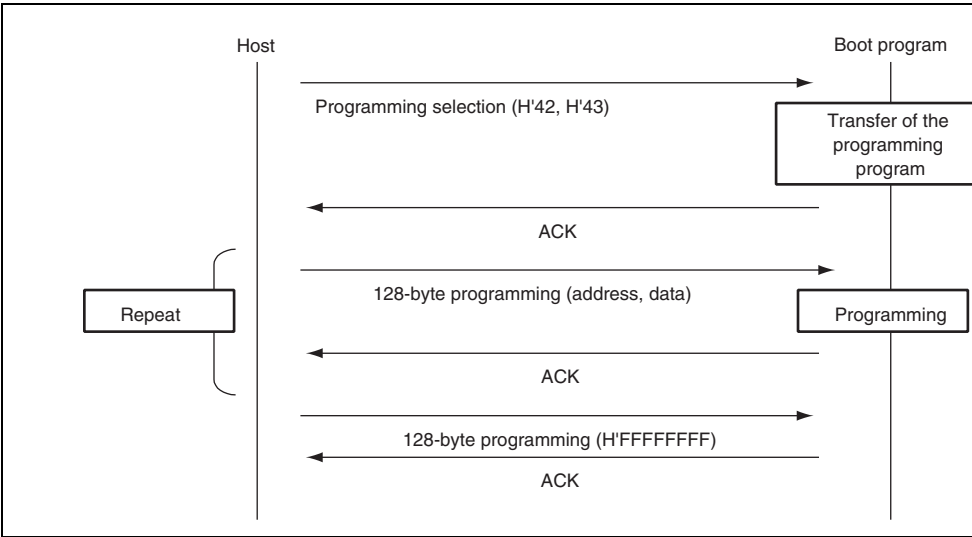 Host
Boot program
Programming selection (H'42, H'43)
Transfer of the
programming
program
ACK
128-byte programming (address, data)
Repeat
Programming
ACK
128-byte programming (H'FFFFFFFF)
ACK